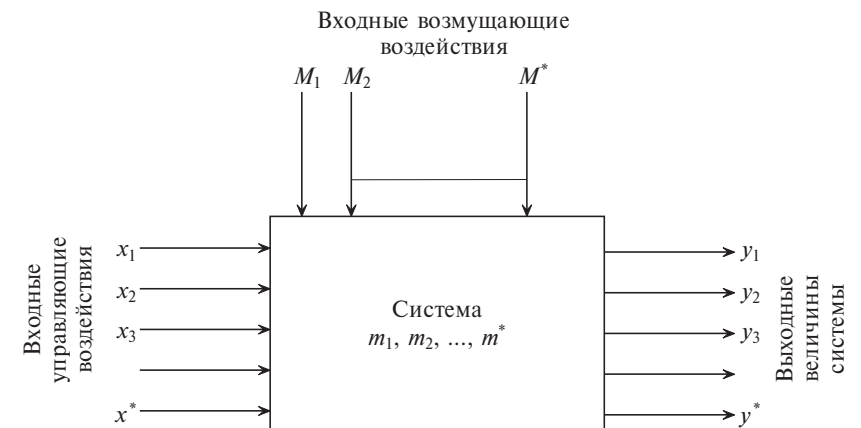 Входные возмущающие
воздействия
M₁ M₂ M*
Входные
управляющие
воздействия
x₁
x₂
x₃
x*
Система
m₁, m₂, ..., m*
y₁
y₂
y₃
y*
Выходные
величины
системы